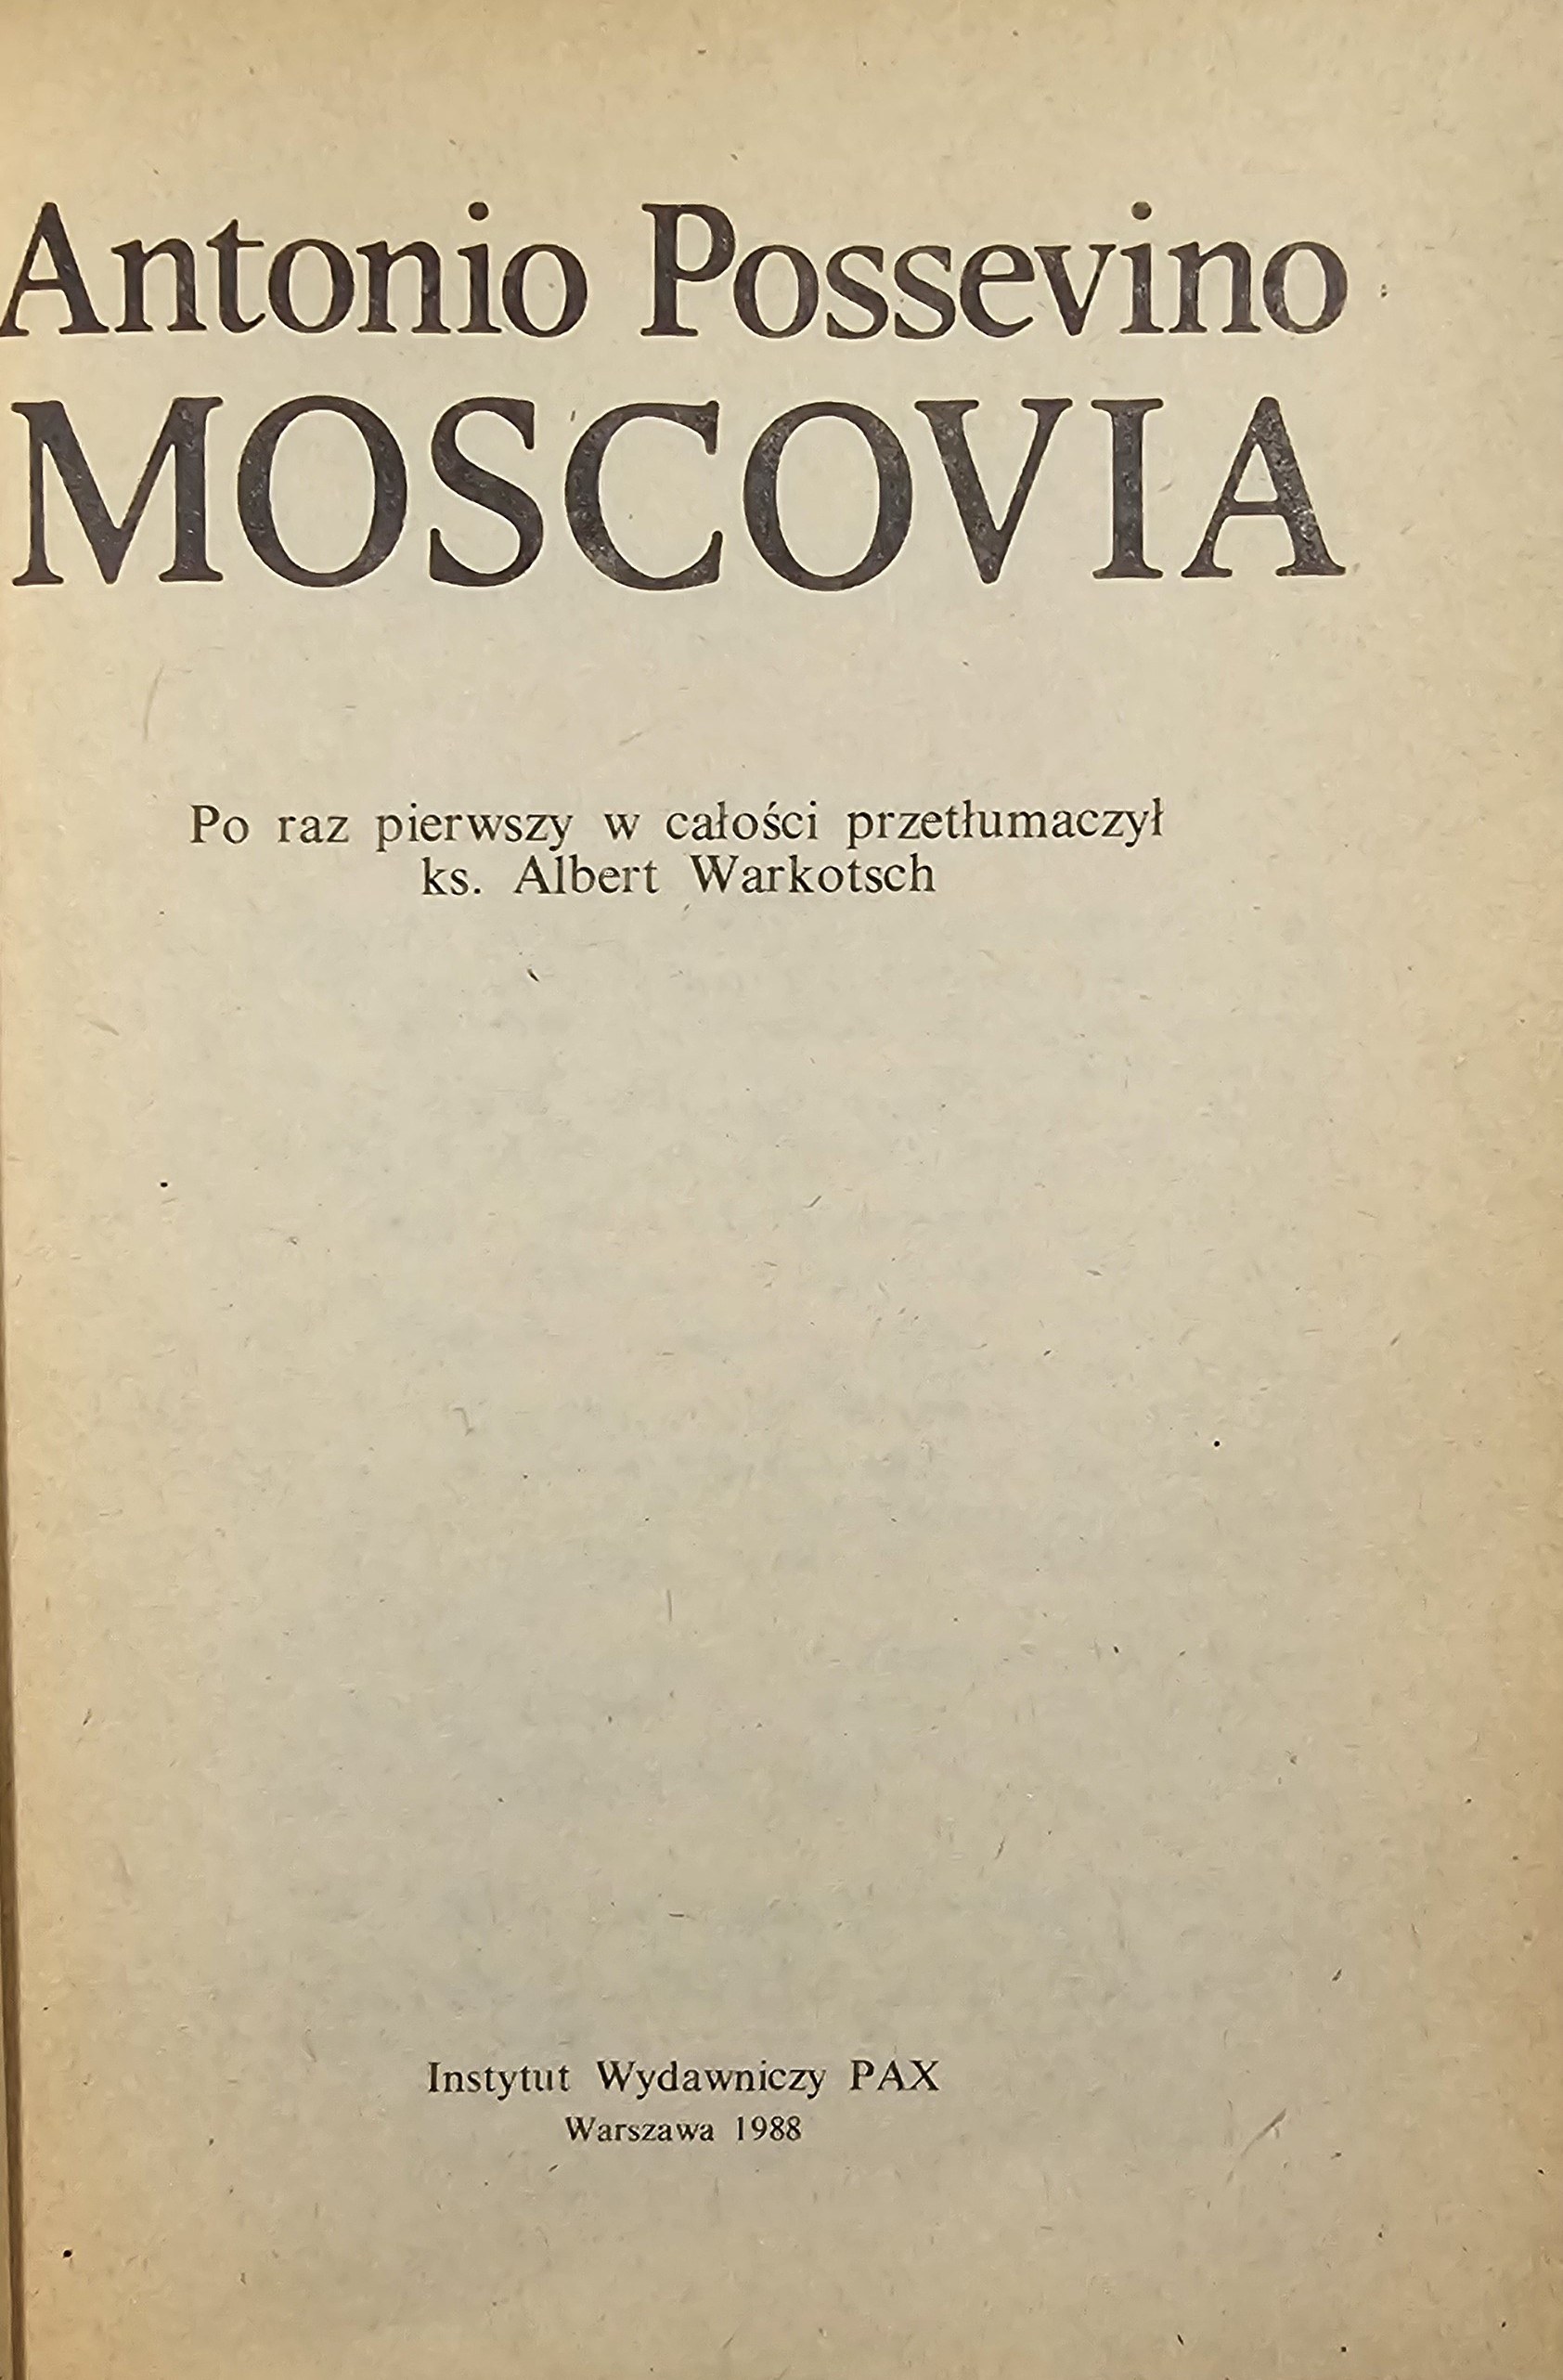 Antonio Possevino
MOSCOVIA
Po raz pierwszy w całości przetłumaczył
ks. Albert Warkotsch
Instytut Wydawniczy PAX
Warszawa 1988